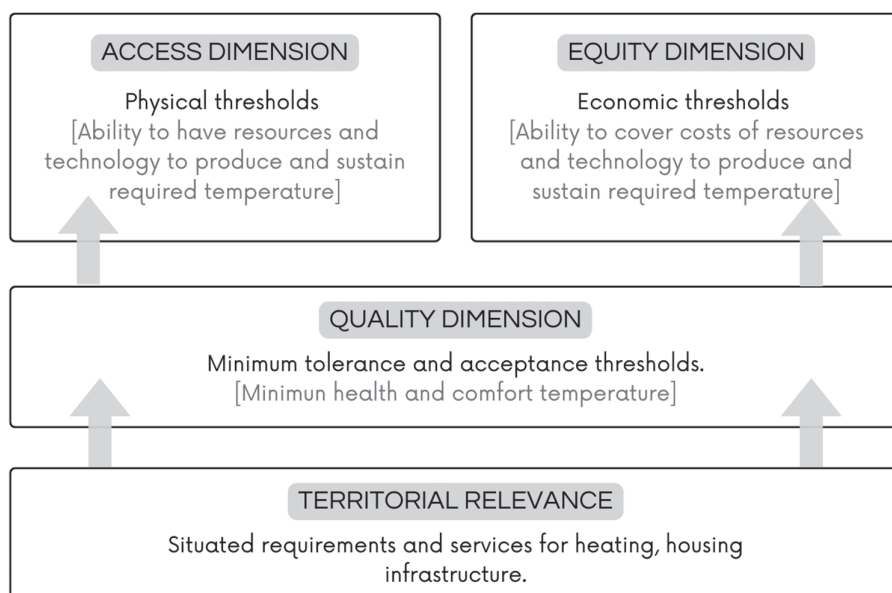 ACCESS DIMENSION
Physical thresholds
[Ability to have resources and
technology to produce and sustain
required temperature]
EQUITY DIMENSION
Economic thresholds
[Ability to cover costs of resources
and technology to produce and
sustain required temperature]
QUALITY DIMENSION
Minimum tolerance and acceptance thresholds.
[Minimun health and comfort temperature]
TERRITORIAL RELEVANCE
Situated requirements and services for heating, housing
infrastructure.